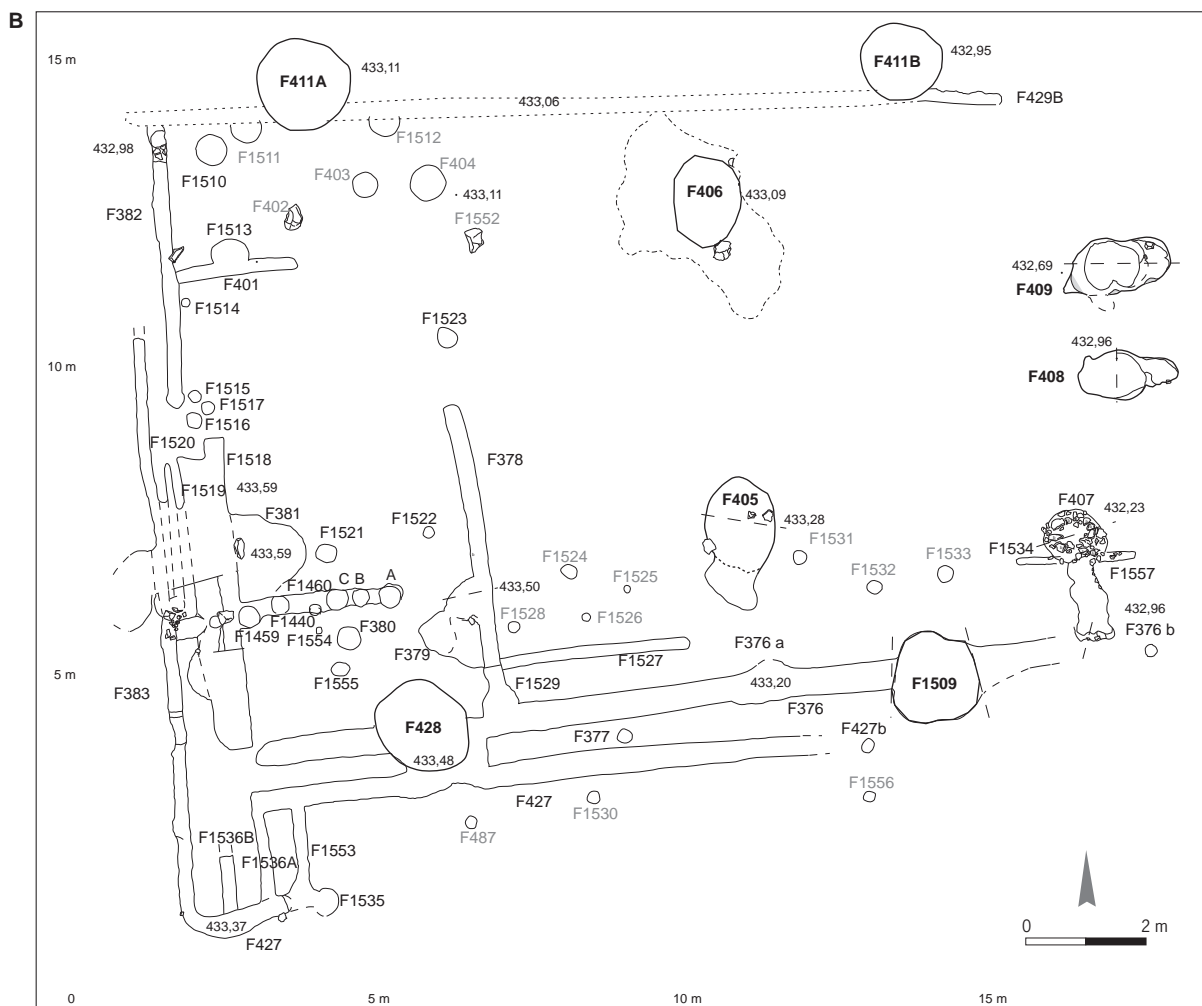 B
15 m
F411A
433,11
F411B
432,95
433,06
F429B
432,98
F1510
F1511
F1512
F403
F404
433,11
F406
433,09
F382
F402
F1552
F1513
F401
432,69
F409
F1514
F1523
432,96
10 m
F408
F1515
F1517
F1516
F1520
F1518
F378
F1519
433,59
F381
F1521
F1522
F405
433,28
F407
432,23
433,59
F1531
F1534
F1524
F1533
F1557
F1460
C B
A
433,50
F1525
F1532
F1440
F1459
F1554
F380
F1528
F1526
432,96
F379
F376 b
F1527
F376 a
5 m
F383
F1555
F1529
433,20
F1509
F428
F376
F377
F427b
433,48
F427
F1530
F1556
F487
F1536B
F1536A
F1553
F1535
433,37
F427
0
2 m
0
5 m
10 m
15 m